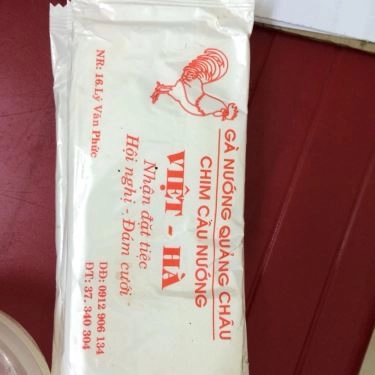 GÀ NƯỚNG QUẢNG CHÂU
CHIM CÂU NƯỚNG
VIỆT - HÀ
Nhận đặt tiệc
Hội nghị - Đám cưới -
NR: 16.Lý Văn Phức
DĐ: 0912 906 134
ĐT: 37. 340 304